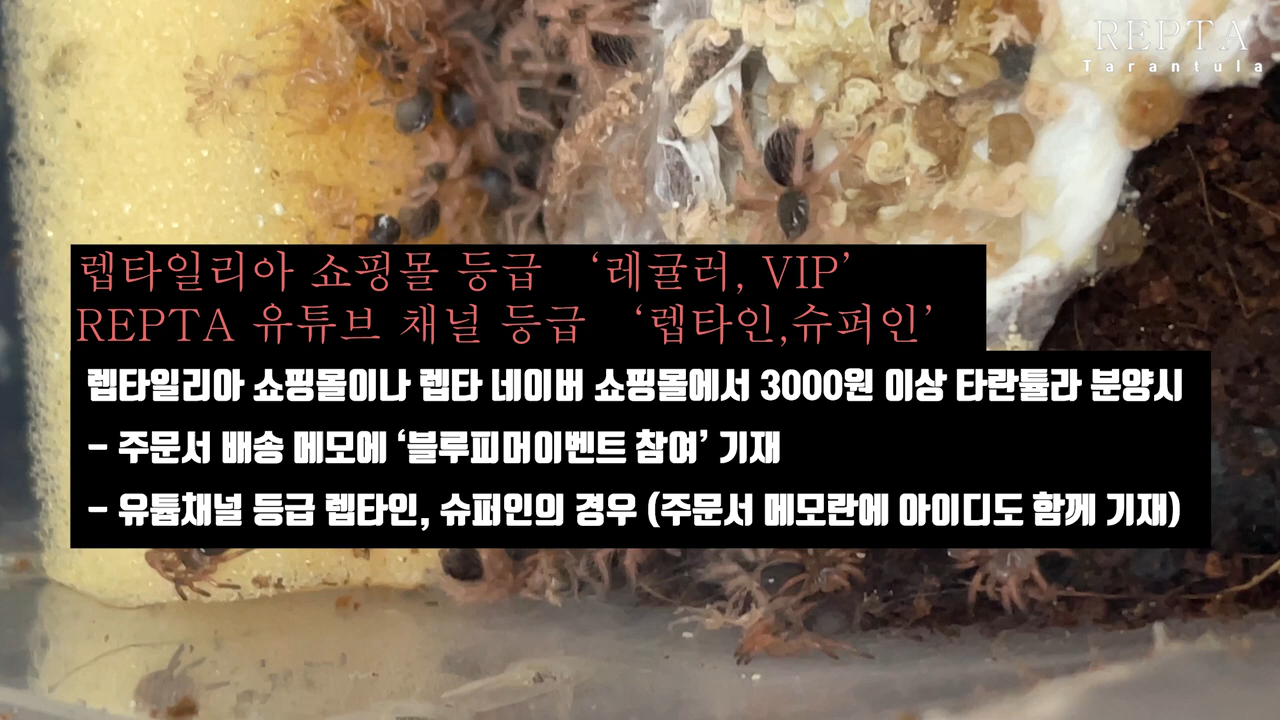 REPTA
Tarantula
렙타일리아 쇼핑몰 등급 ‘레귤러, VIP’
REPTA 유튜브 채널 등급 ‘렙타인,슈퍼인’
렙타일리아 쇼핑몰이나 렙타 네이버 쇼핑몰에서 3000원 이상 타란튤라 분양시
- 주문서 배송 메모에 ‘블루피머이벤트 참여’ 기재
- 유튭채널 등급 렙타인, 슈퍼인의 경우 (주문서 메모란에 아이디도 함께 기재)